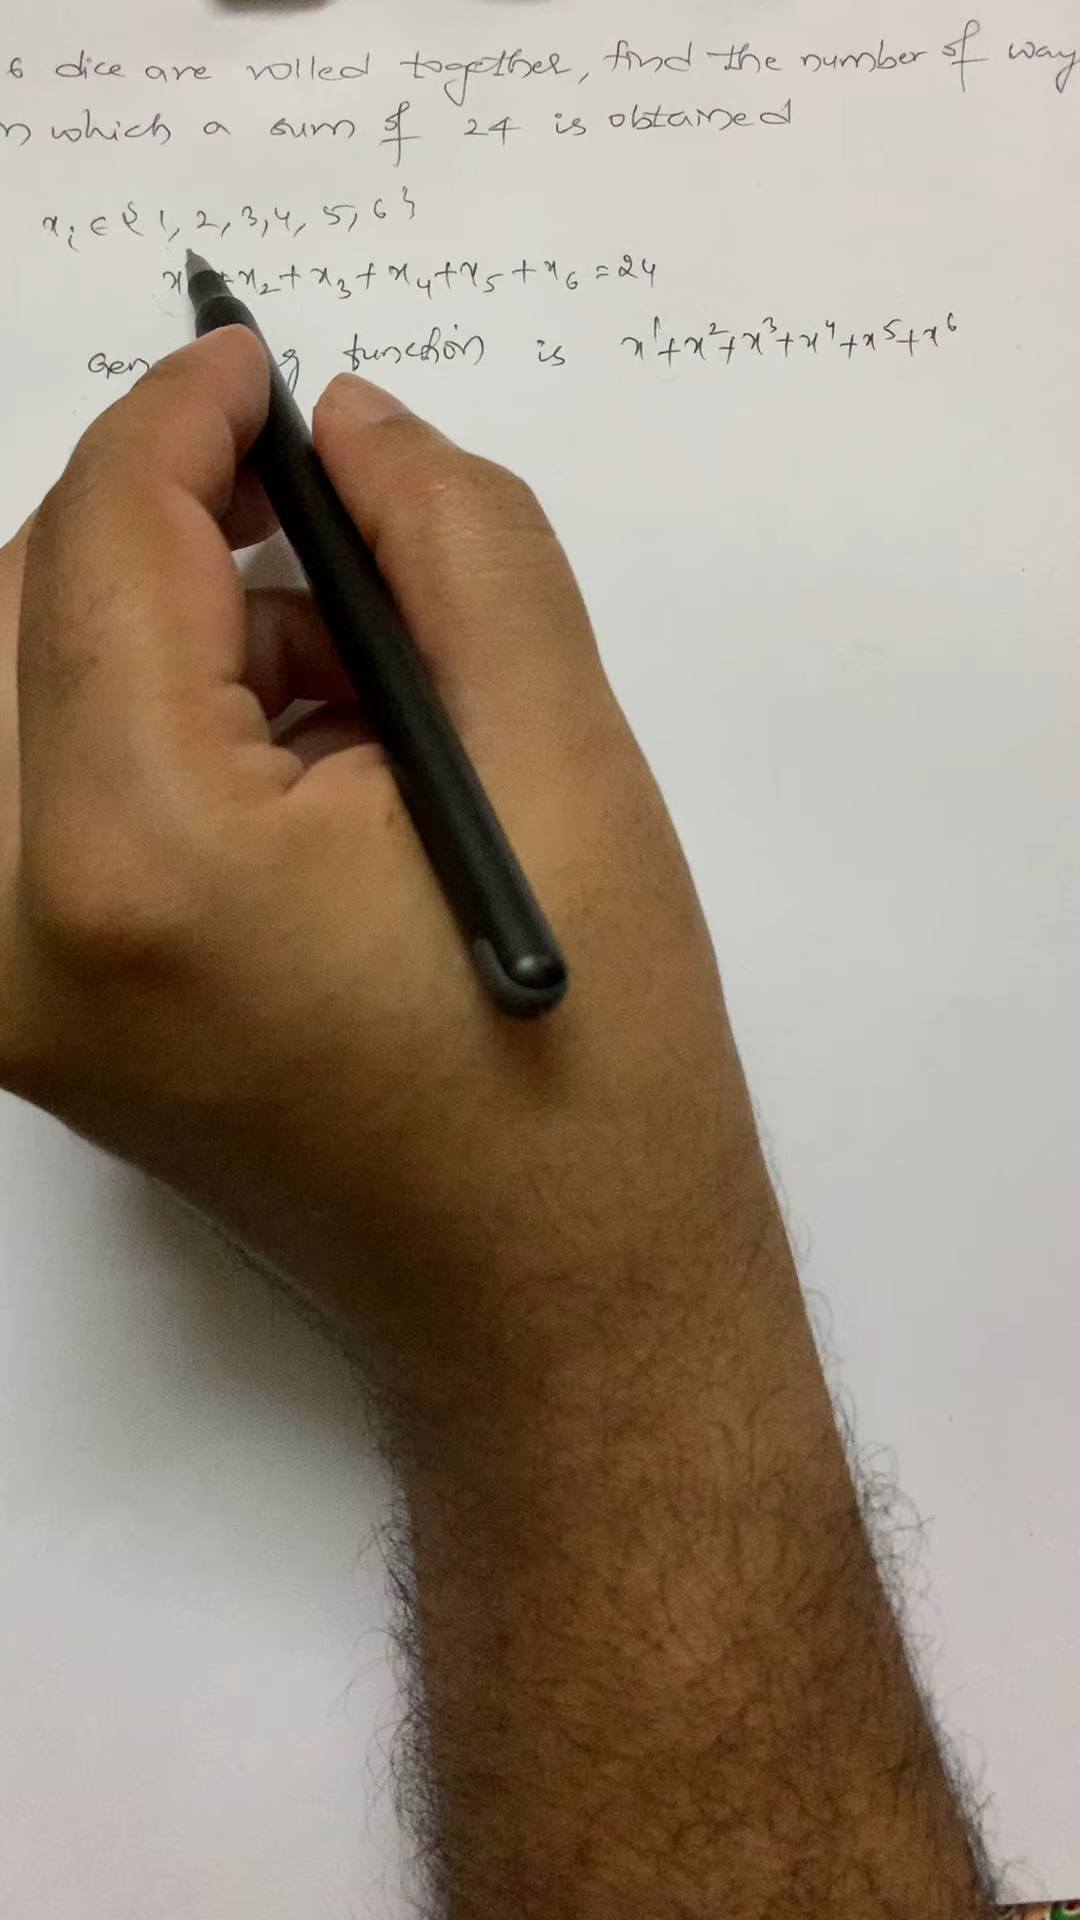 6 dice are rolled together, find the number of way
n which a sum of 24 is obtained
xᵢ ∈ {1, 2, 3, 4, 5, 6}
x + x₂ + x₃ + x₄ + x₅ + x₆ = 24
Gen g function is x¹ + x² + x³ + x⁴ + x⁵ + x⁶